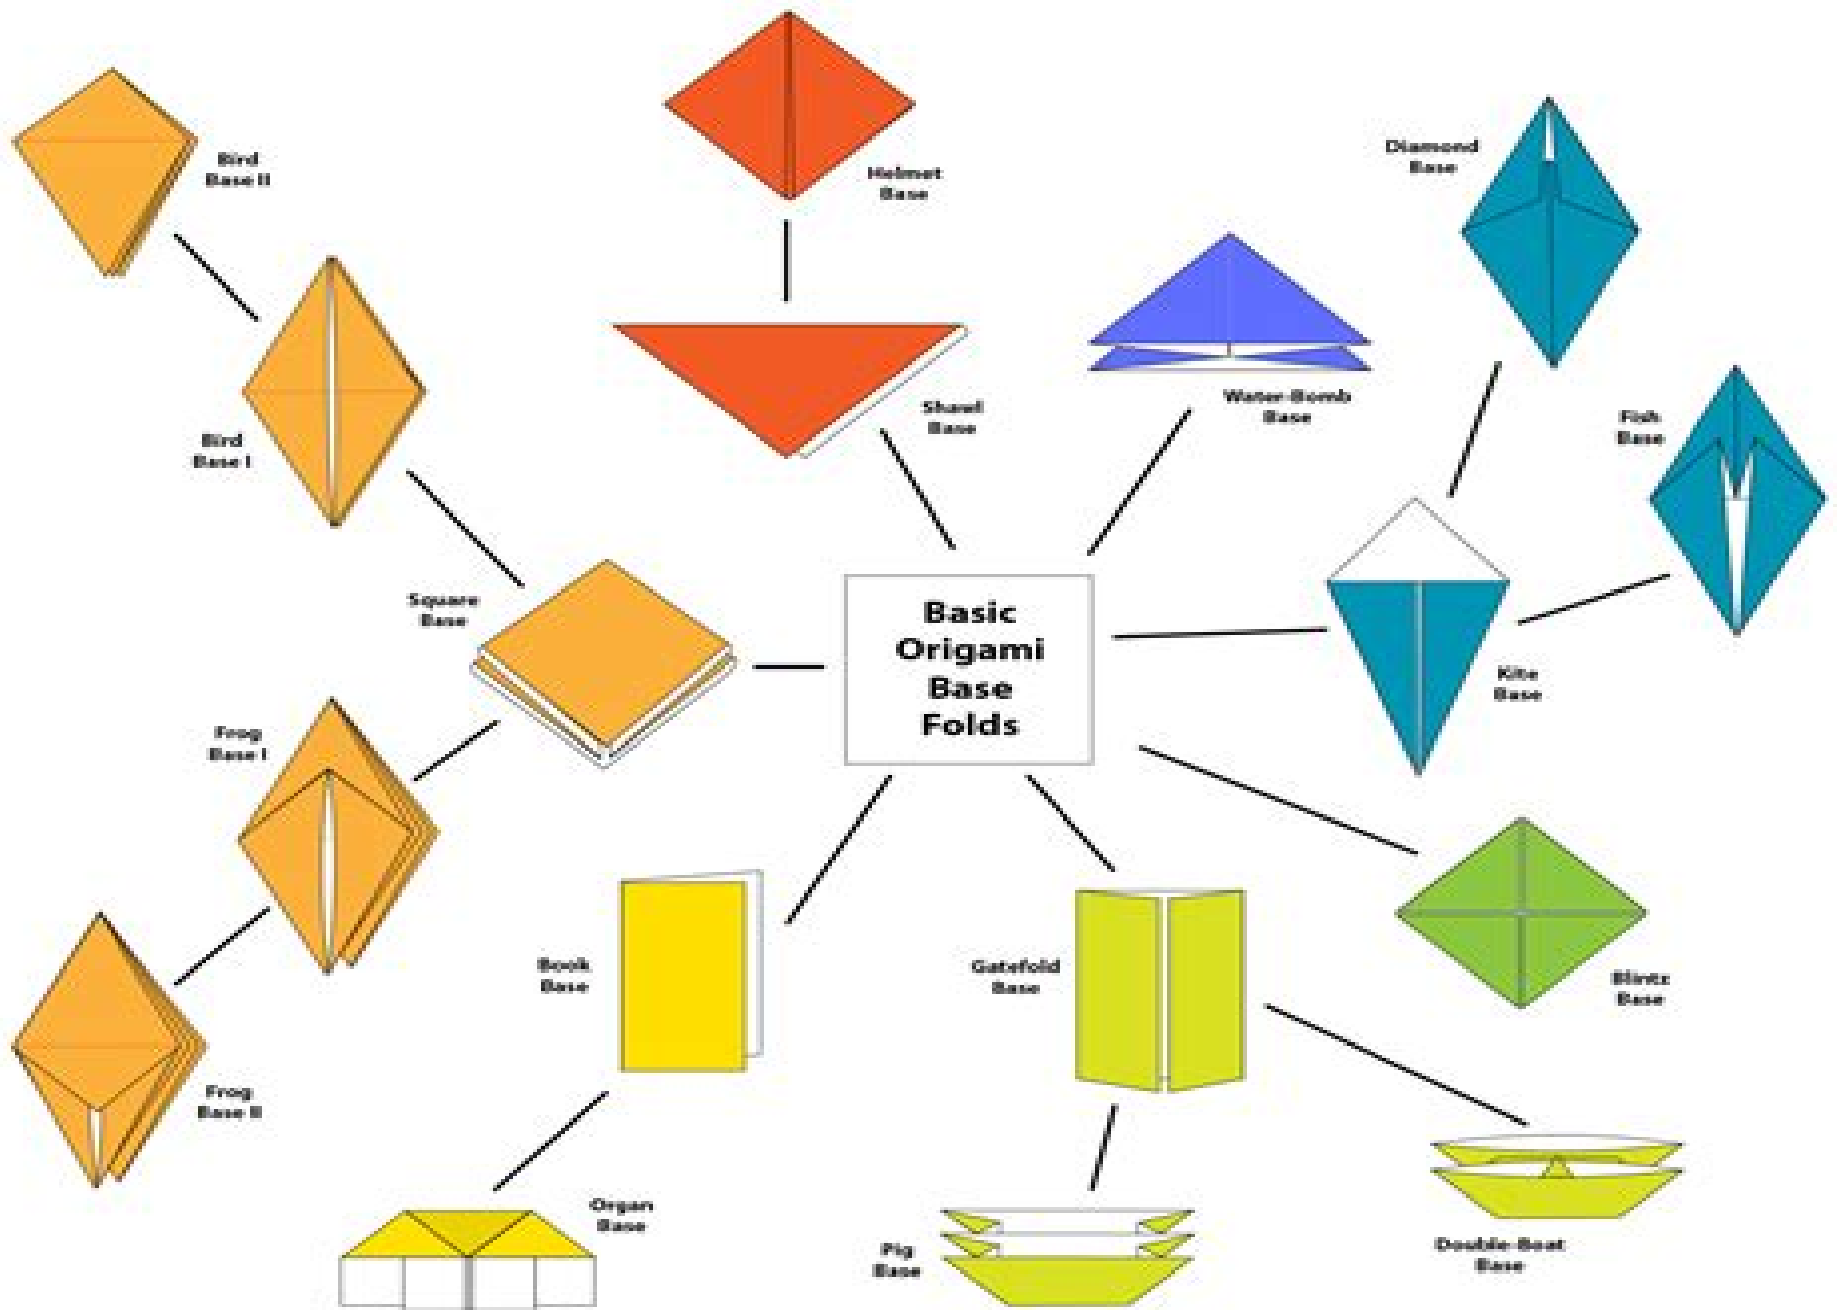 Bird
Base II
Helmet
Base
Diamond
Base
Bird
Base I
Shawl
Base
Water-Bomb
Base
Fish
Base
Square
Base
Basic
Origami
Base
Folds
Kite
Base
Frog
Base I
Book
Base
Gatefold
Base
Blintz
Base
Frog
Base II
Organ
Base
Pig
Base
Double-Boat
Base